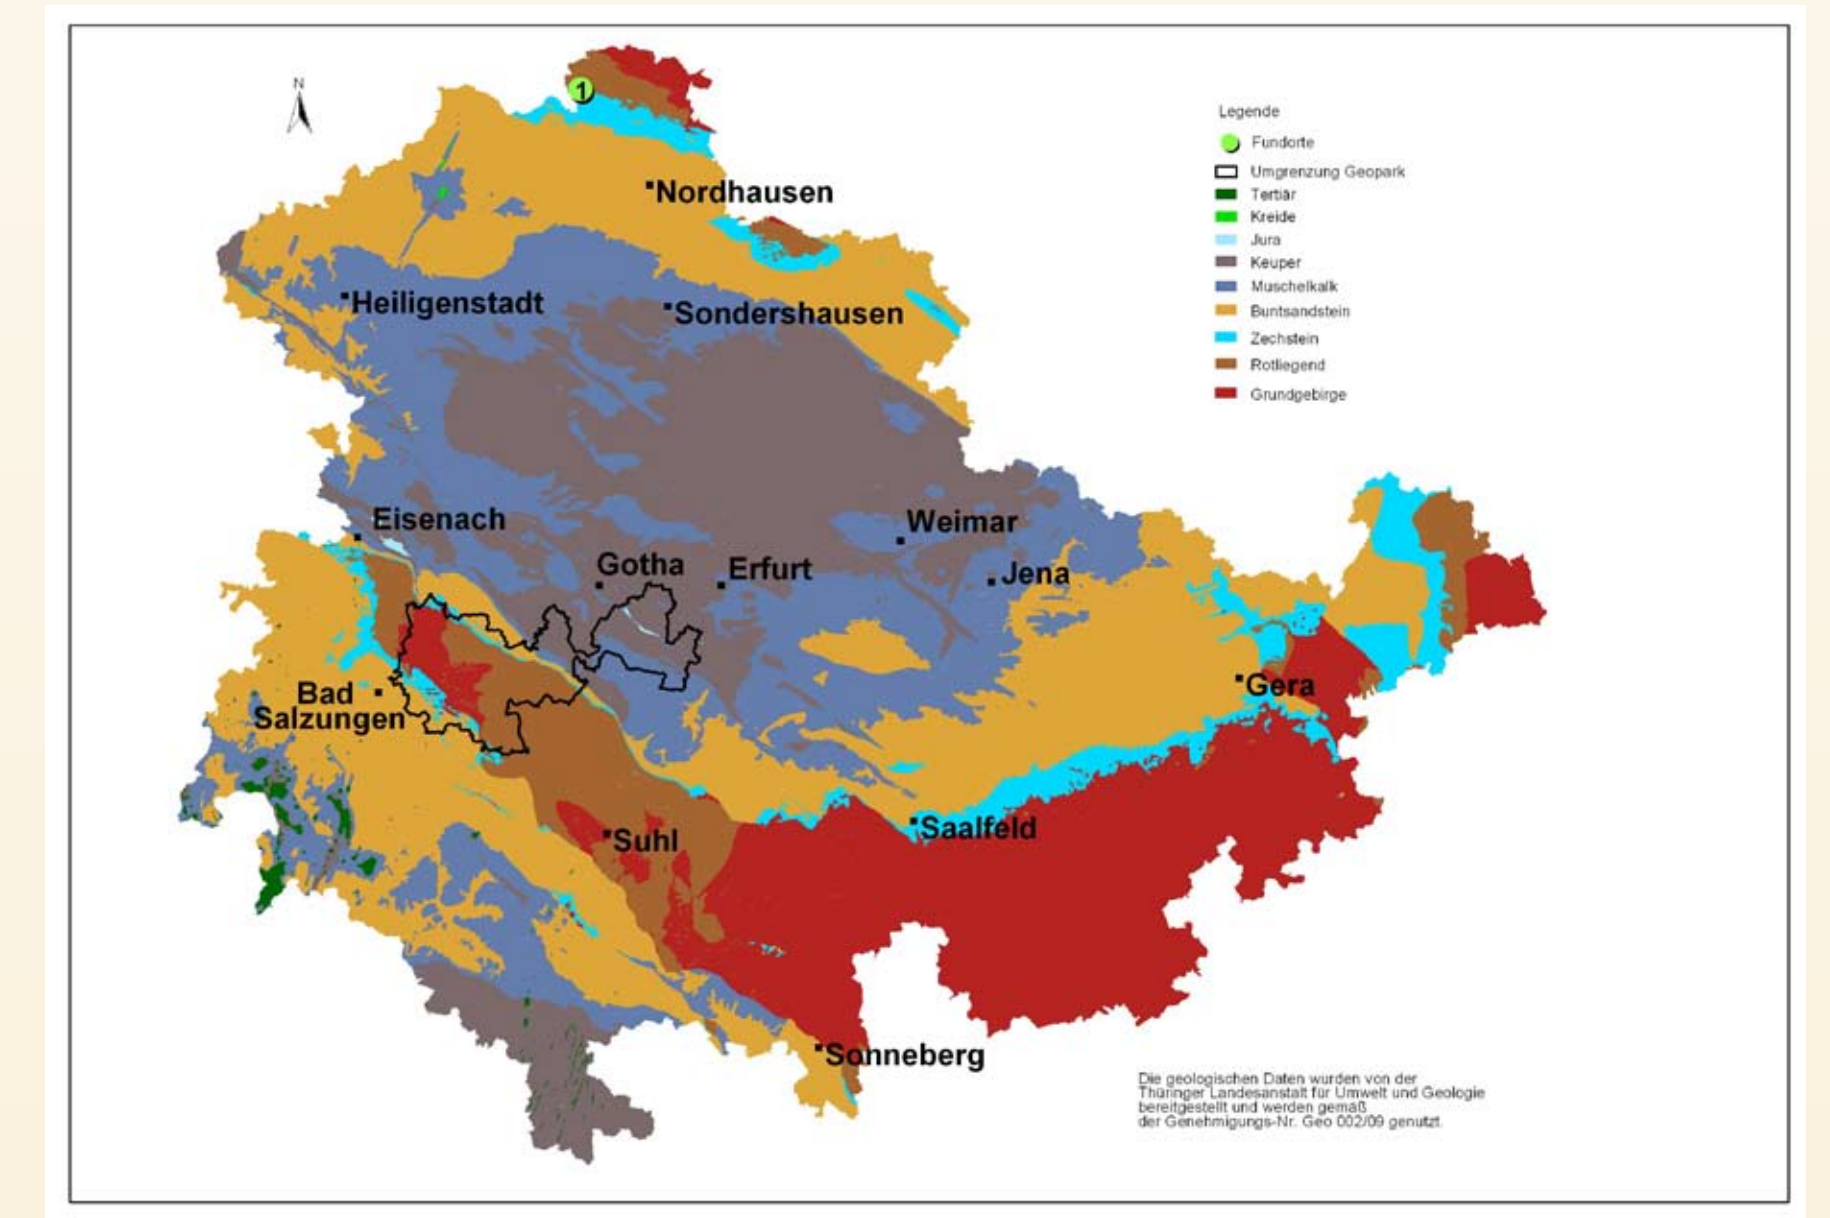 N
1
Legende
Fundorte
Umgrenzung Geopark
Tertiär
Kreide
Jura
Keuper
Muschelkalk
Buntsandstein
Zechstein
Rotliegend
Grundgebirge
Nordhausen
Heiligenstadt
Sondershausen
Eisenach
Weimar
Gotha
Erfurt
Jena
Bad
Salzungen
Gera
Suhl
Saalfeld
Sonneberg
Die geologischen Daten wurden von der
Thüringer Landesanstalt für Umwelt und Geologie
bereitgestellt und werden gemäß
der Genehmigungs-Nr. Geo 002/09 genutzt.